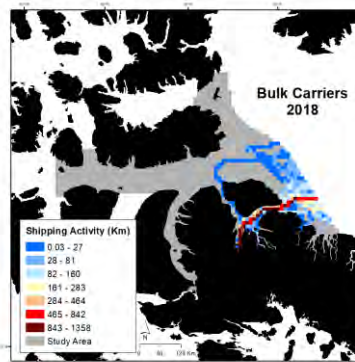 Bulk Carriers
2018
Shipping Activity (Km)
0.03 - 27
28 - 81
82 - 160
161 - 283
284 - 464
465 - 842
843 - 1358
Study Area
N